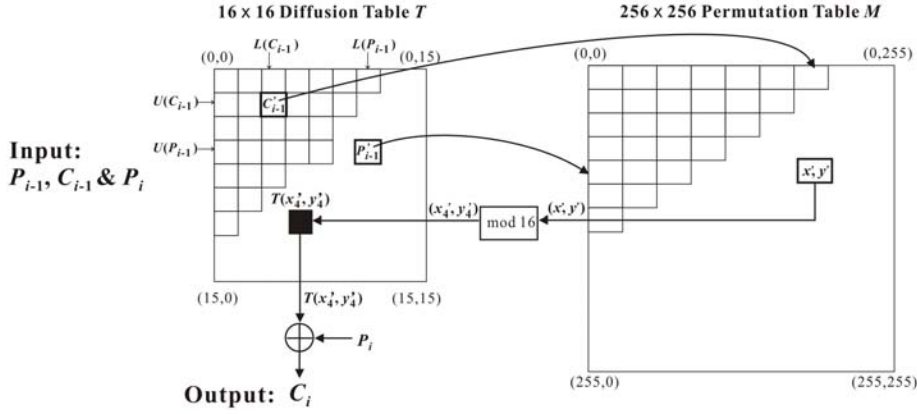 16 x 16 Diffusion Table T
256 x 256 Permutation Table M
L(C_{i-1})
L(P_{i-1})
(0,0)
(0,15)
(0,0)
(0,255)
U(C_{i-1})
C'_{i-1}
U(P_{i-1})
P'_{i-1}
Input:
P_{i-1}, C_{i-1} & P_i
x', y'
T(x'_4, y'_4)
(x'_4, y'_4)
mod 16
(x', y')
(15,0)
T(x'_4, y'_4)
(15,15)
P_i
(255,0)
(255,255)
Output: C_i